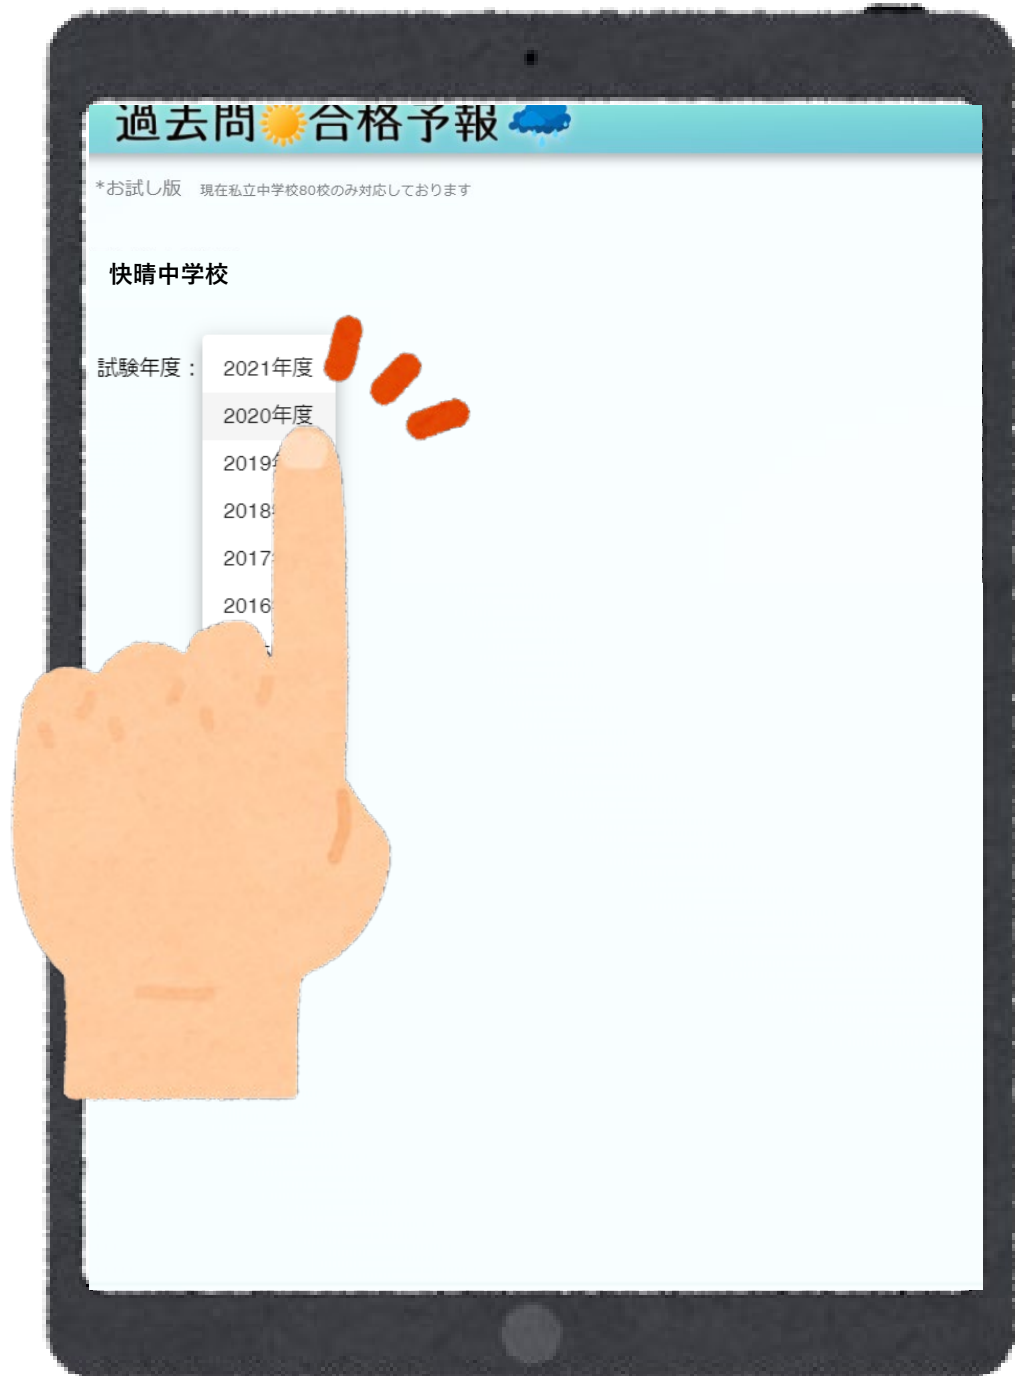 過去問☀合格予報🌧
*お試し版 現在私立中学校80校のみ対応しております
快晴中学校
試験年度： 2021年度
2020年度
2019
2018
2017
2016